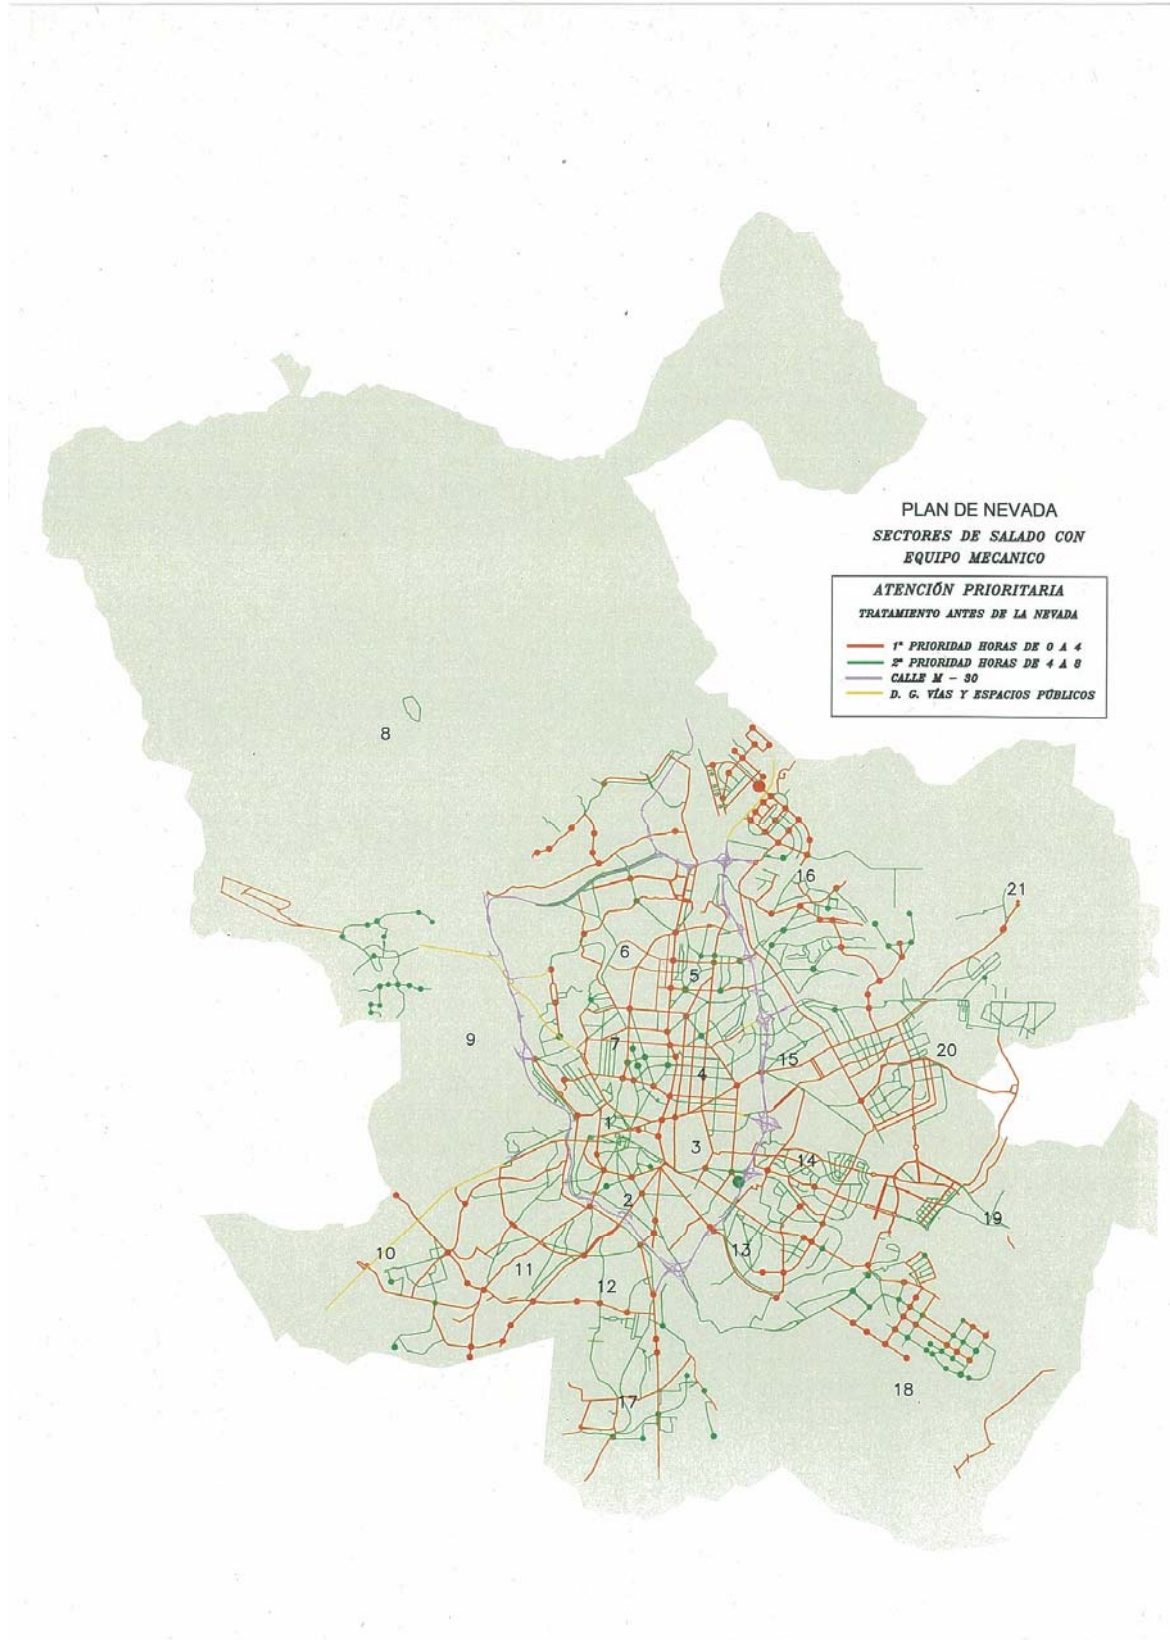 PLAN DE NEVADA
SECTORES DE SALADO CON
EQUIPO MECANICO
ATENCIÓN PRIORITARIA
TRATAMIENTO ANTES DE LA NEVADA
1ª PRIORIDAD HORAS DE 0 A 4
2ª PRIORIDAD HORAS DE 4 A 8
CALLE M - 30
D. G. VÍAS Y ESPACIOS PÚBLICOS
8
16
21
6
5
9
7
15
20
4
1
3
14
2
19
13
10
11
12
18
17